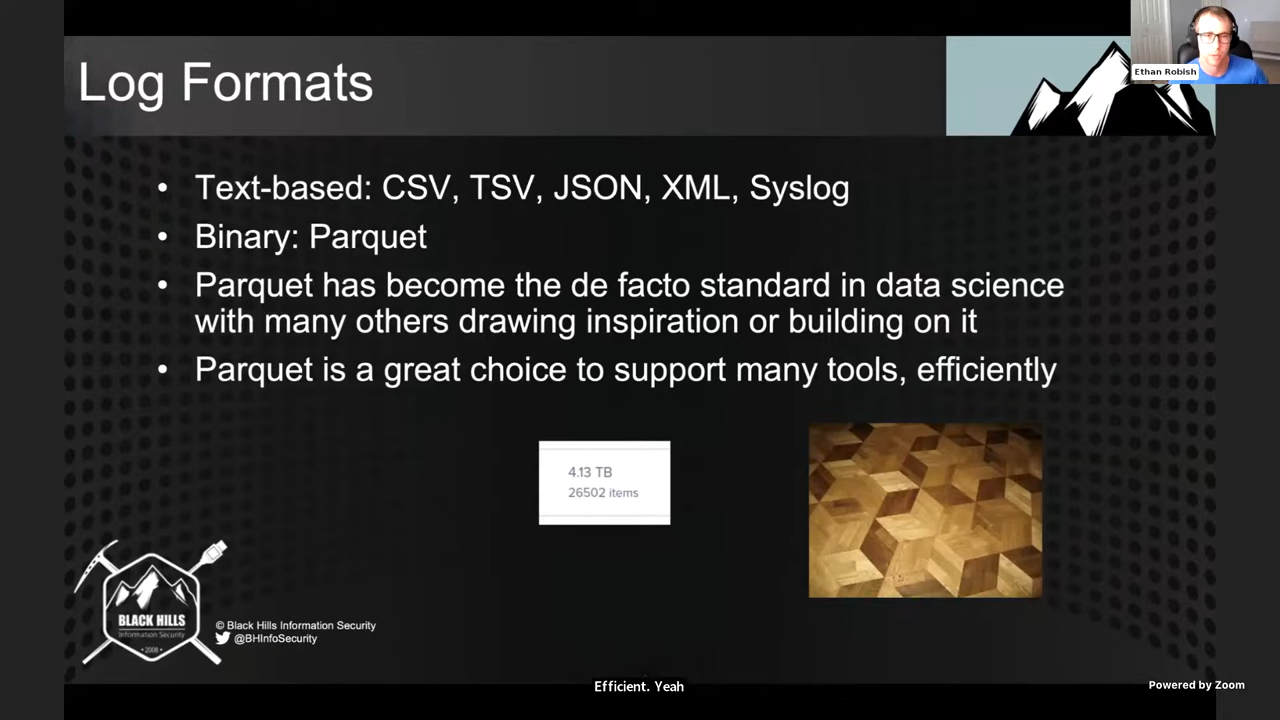 Log Formats
Ethan Robish
• Text-based: CSV, TSV, JSON, XML, Syslog
• Binary: Parquet
• Parquet has become the de facto standard in data science
with many others drawing inspiration or building on it
• Parquet is a great choice to support many tools, efficiently
4.13 TB
26502 items
BLACK HILLS
Information Security
• 2008 •
© Black Hills Information Security
@BHInfoSecurity
Efficient. Yeah
Powered by Zoom